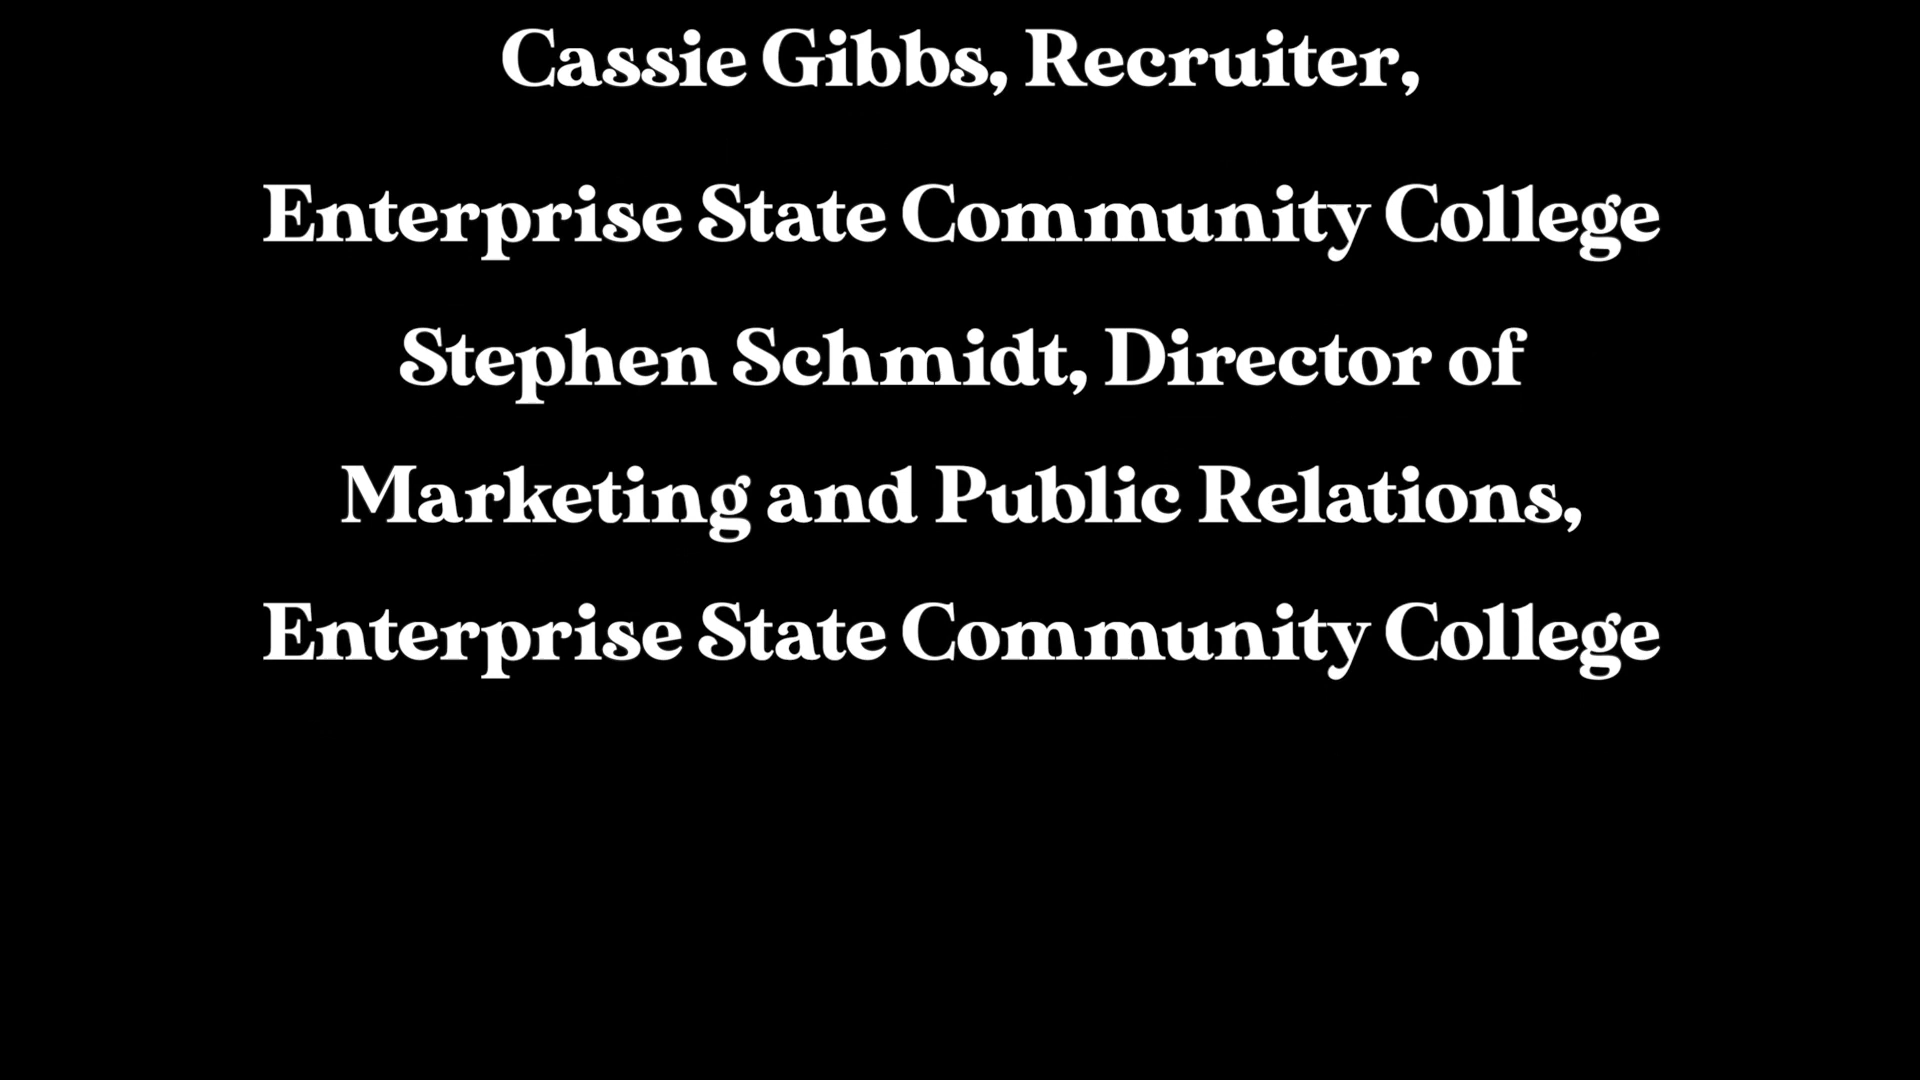 Cassie Gibbs, Recruiter,
Enterprise State Community College
Stephen Schmidt, Director of
Marketing and Public Relations,
Enterprise State Community College